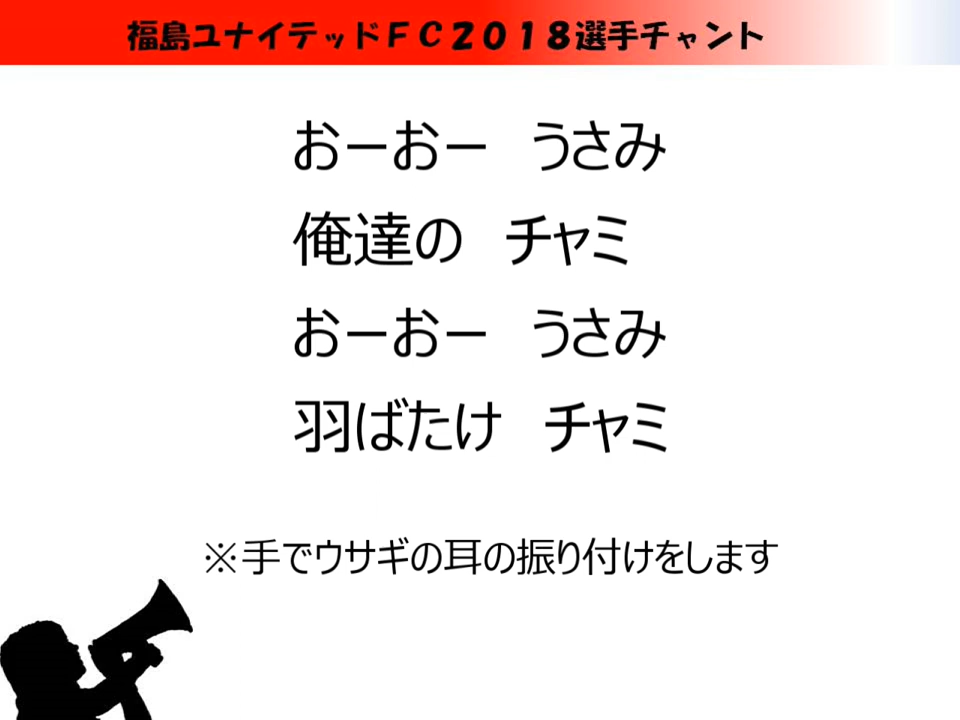 福島ユナイテッドＦＣ２０１８選手チャント
おーおー　うさみ
俺達の　チャミ
おーおー　うさみ
羽ばたけ　チャミ
※手でウサギの耳の振り付けをします